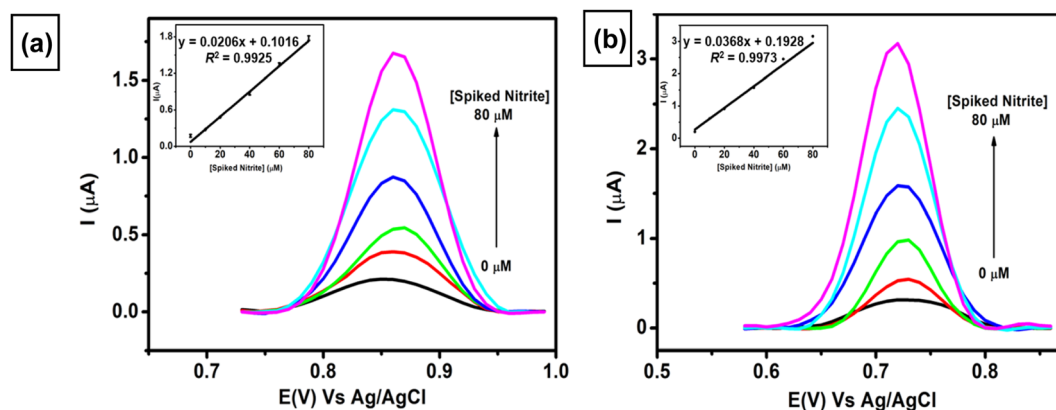 (a)
y = 0.0206x + 0.1016
R² = 0.9925
I(μA)
1.8
1.2
0.6
0.0
0 20 40 60 80
[Spiked Nitrite] (μM)
[Spiked Nitrite]
80 μM
0 μM
I (μA)
1.5
1.0
0.5
0.0
0.7 0.8 0.9 1.0
E(V) Vs Ag/AgCl
(b)
y = 0.0368x + 0.1928
R² = 0.9973
I (μA)
3
2
1
0
0 20 40 60 80
[Spiked Nitrite] (μM)
[Spiked Nitrite]
80 μM
0 μM
I (μA)
3
2
1
0
0.5 0.6 0.7 0.8
E(V) Vs Ag/AgCl